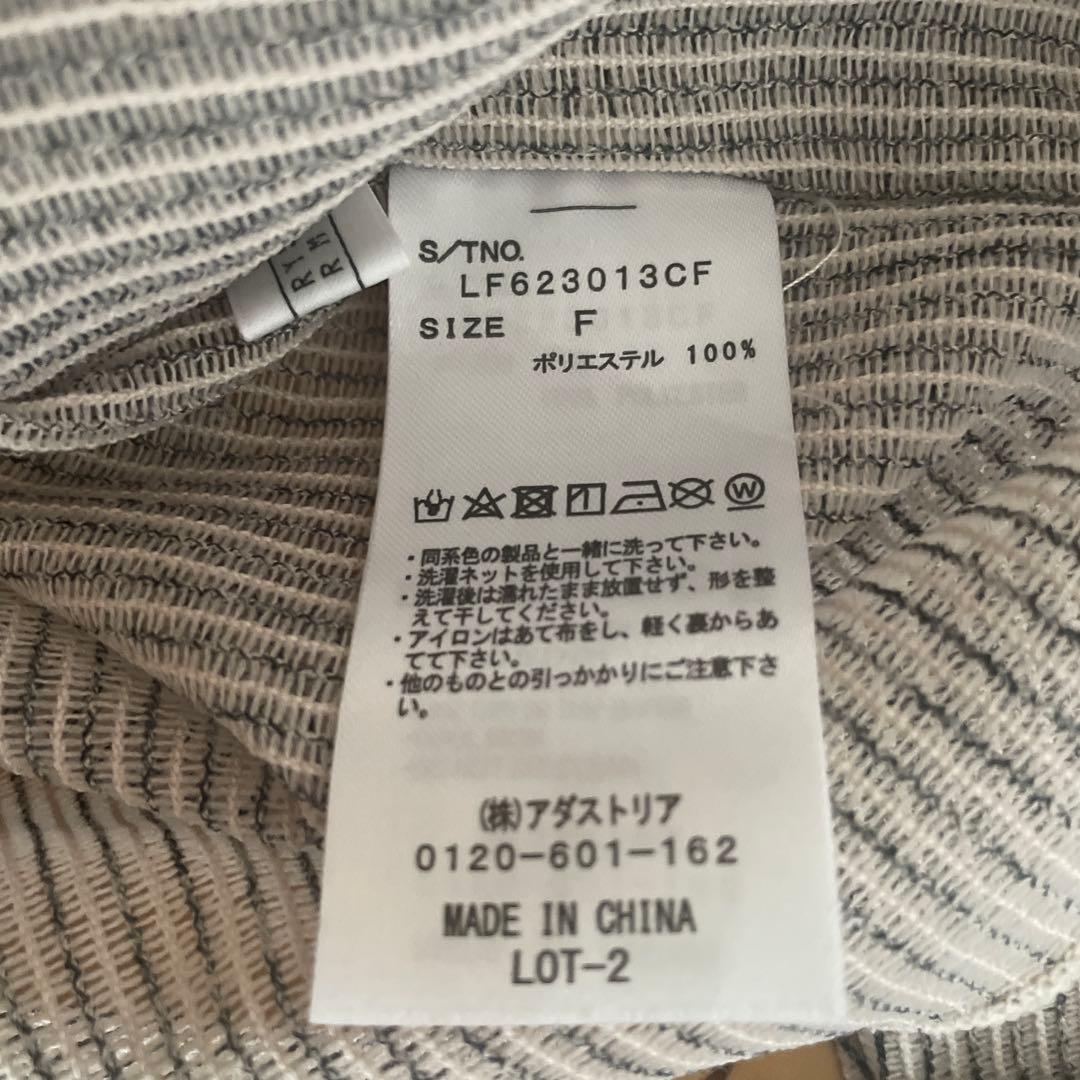 S/TNO.
LF623013CF
SIZE F
ポリエステル 100%
W
・同系色の製品と一緒に洗って下さい。
・洗濯ネットを使用して下さい。
・洗濯後は濡れたまま放置せず、形を整
えて干してください。
・アイロンはあて布をし、軽く裏からあ
てて下さい。
・他のものとの引っかかりにご注意下さ
い。
(株)アダストリア
0120-601-162
MADE IN CHINA
LOT-2